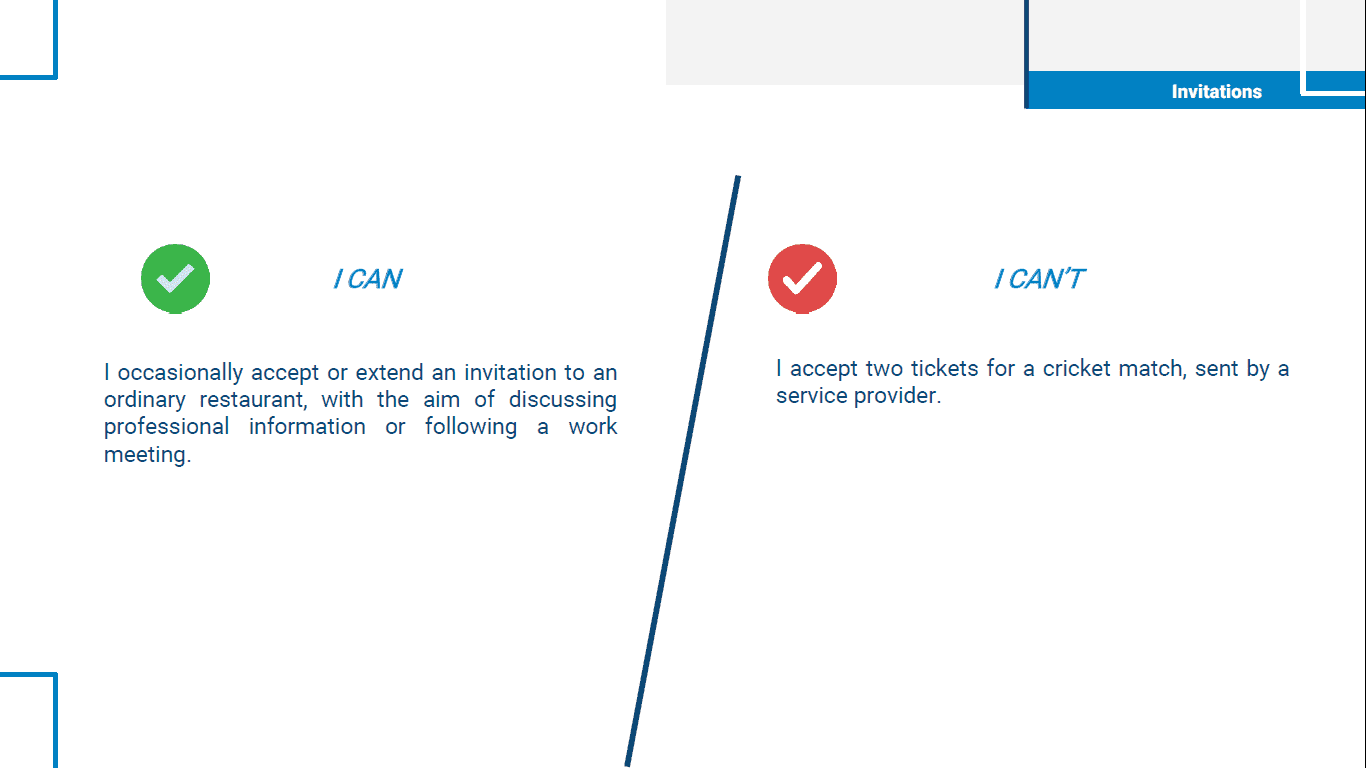 Invitations
I CAN
I occasionally accept or extend an invitation to an
ordinary restaurant, with the aim of discussing
professional information or following a work
meeting.
I CAN'T
I accept two tickets for a cricket match, sent by a
service provider.